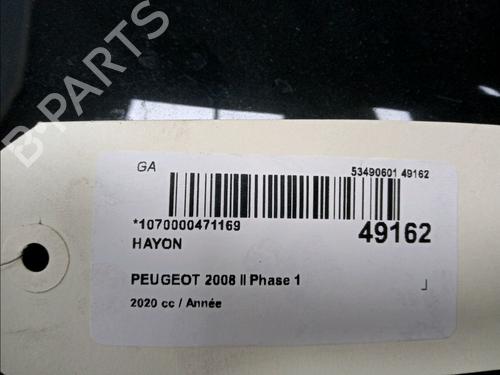 B-PARTS
GA
53490601 49162
*1070000471169
49162
HAYON
PEUGEOT 2008 II Phase 1
2020 cc / Année